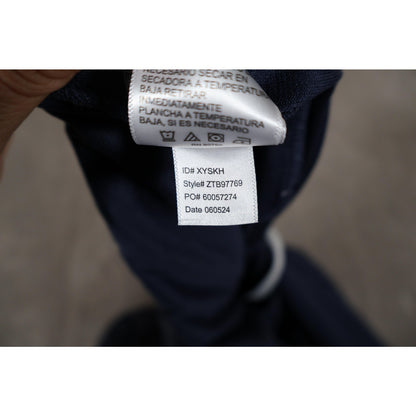 NECESARIO SECAR EN
SECADORA A TEMPERATURA
BAJA RETIRAR
INMEDIATAMENTE
PLANCHA A TEMPERATURA
BAJA, SI ES NECESARIO
ID# XYSKH
Style# ZTB97769
PO# 60057274
Date 060524